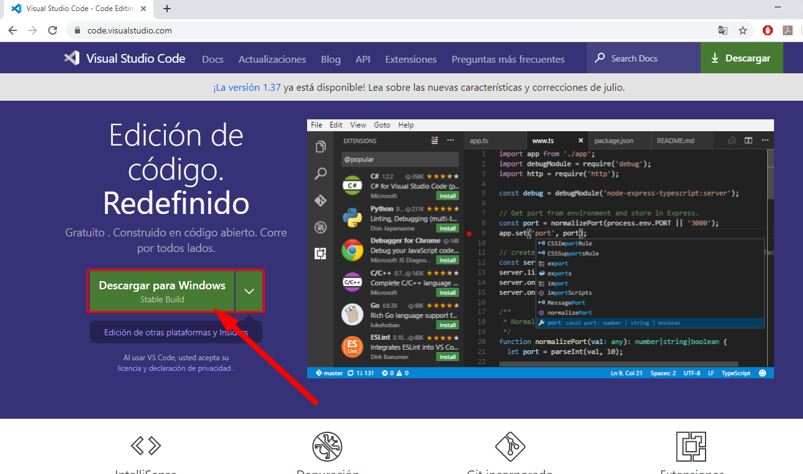 Visual Studio Code - Code Editin
code.visualstudio.com
Visual Studio Code
Docs
Actualizaciones
Blog
API
Extensiones
Preguntas más frecuentes
Search Docs
Descargar
¡La versión 1.37 ya está disponible! Lea sobre las nuevas características y correcciones de julio.
Edición de
código.
Redefinido
Gratuito . Construido en código abierto. Corre
por todos lados.
Descargar para Windows
Stable Build
Edición de otras plataformas y Insiders
Al usar VS Code, usted acepta su
licencia y declaración de privacidad .
File Edit View Goto Help
EXTENSIONS
@popular
C# 1.2.2 356K
C# for Visual Studio Code (p...
Microsoft
Install
Python 0.6.
Linting, Debugging (multi-t...
Don Jayamanne
Install
Debugger for Chrome 148
Debug your JavaScript code...
Microsoft JS Diagno...
Install
C/C++ 0.7. 143K
Complete C/C++ language ...
Microsoft
Install
Go 0.6.39 99K
Rich Go language support f...
lukehoban
Install
ESLint
Integrates ESLint into VS Co...
Dirk Baeumer
Install
app.ts
www.ts
package.json
README.md
1 import app from './app';
2 import debugModule = require('debug');
3 import http = require('http');
4
5 const debug = debugModule('node-express-typescript:server');
6
7 // Get port from environment and store in Express.
8 const port = normalizePort(process.env.PORT || '3000');
9 app.set('port', port);
10
11 // create
12 const ser
13 server.li
14 server.on
15 server.on
16
17 /**
18 * Normal
19 */
20 function normalizePort(val: any): number|string|boolean {
21 let port = parseInt(val, 10);
22
CSSImportRule
CSSSupportsRule
export
exports
import
importScripts
MessagePort
normalizePort
port const port: number | string | boolean
master
1↓ 13↑
0
0
Ln 9, Col 21
Spaces: 2
UTF-8
LF
TypeScript
IntelliSense
Depuración
Git incorporado
Extensiones